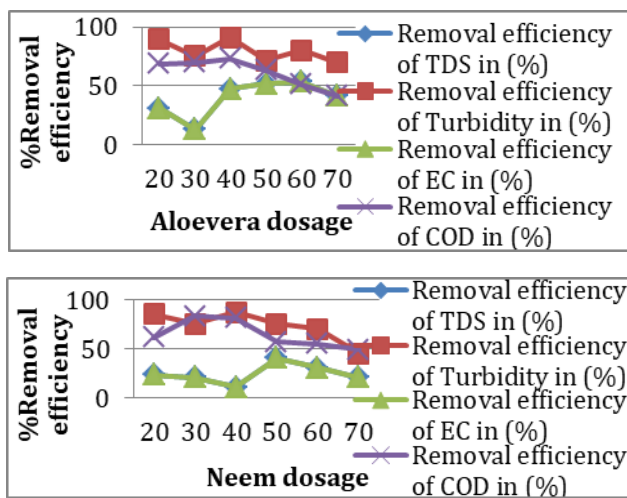 %Removal
efficiency
100
50
0
20 30 40 50 60 70
Aloevera dosage
Removal efficiency
of TDS in (%)
Removal efficiency
of Turbidity in (%)
Removal efficiency
of EC in (%)
Removal efficiency
of COD in (%)
%Removal
efficiency
100
50
0
20 30 40 50 60 70
Neem dosage
Removal efficiency
of TDS in (%)
Removal efficiency
of Turbidity in (%)
Removal efficiency
of EC in (%)
Removal efficiency
of COD in (%)